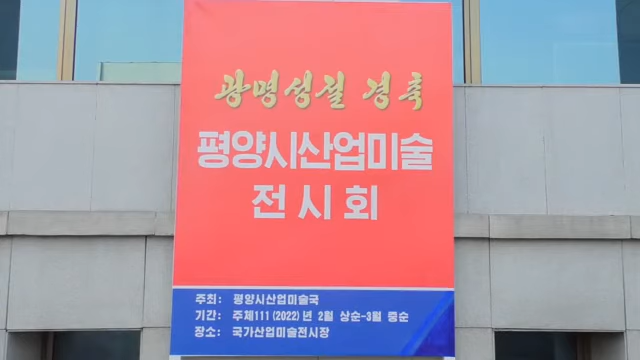 광명성절 경축
평양시산업미술
전시회
주최: 평양시산업미술국
기간: 주체111(2022)년 2월 상순-3월 중순
장소: 국가산업미술전시장